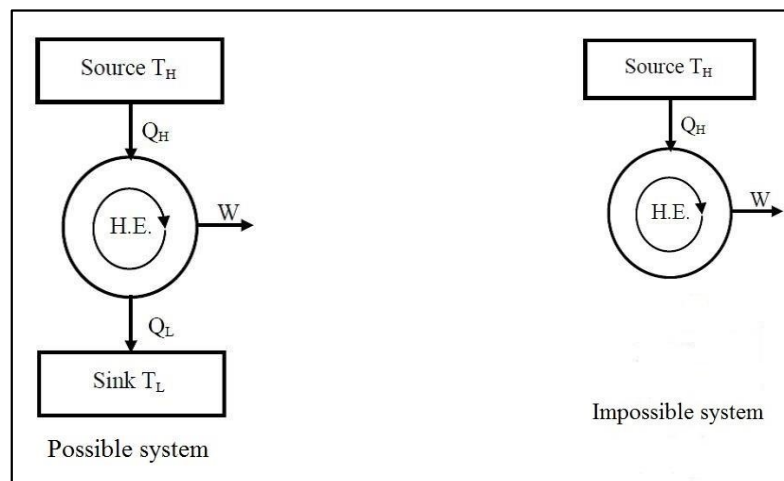 Source T_H
Q_H
H.E.
W
Q_L
Sink T_L
Possible system
Source T_H
Q_H
H.E.
W
Impossible system